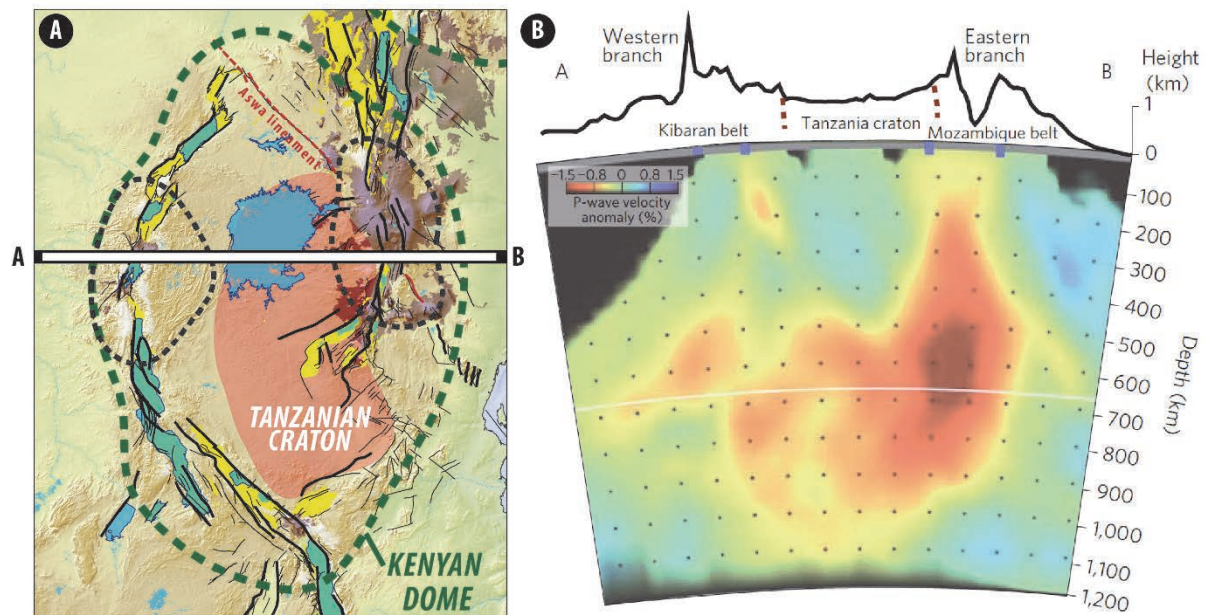 A
Aswa lineament
A
B
TANZANIAN
CRATON
KENYAN
DOME
B
Western
branch
Eastern
branch
A
B
Height
(km)
1
0
Kibaran belt
Tanzania craton
Mozambique belt
−1.5 −0.8 0 0.8 1.5
P-wave velocity
anomaly (%)
100
200
300
400
500
600
700
800
900
1,000
1,100
1,200
Depth (km)